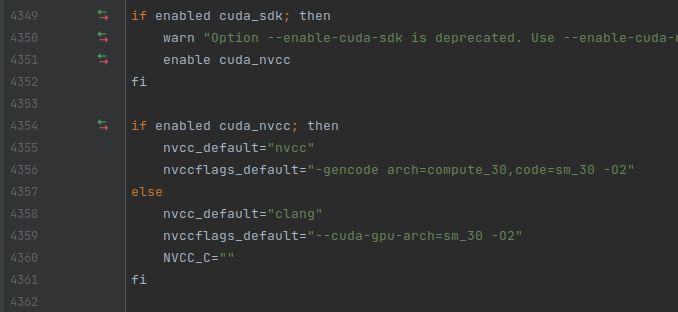 4349 if enabled cuda_sdk; then
4350 warn "Option --enable-cuda-sdk is deprecated. Use --enable-cuda-
4351 enable cuda_nvcc
4352 fi
4353
4354 if enabled cuda_nvcc; then
4355 nvcc_default="nvcc"
4356 nvccflags_default="-gencode arch=compute_30,code=sm_30 -O2"
4357 else
4358 nvcc_default="clang"
4359 nvccflags_default="--cuda-gpu-arch=sm_30 -O2"
4360 NVCC_C=""
4361 fi
4362